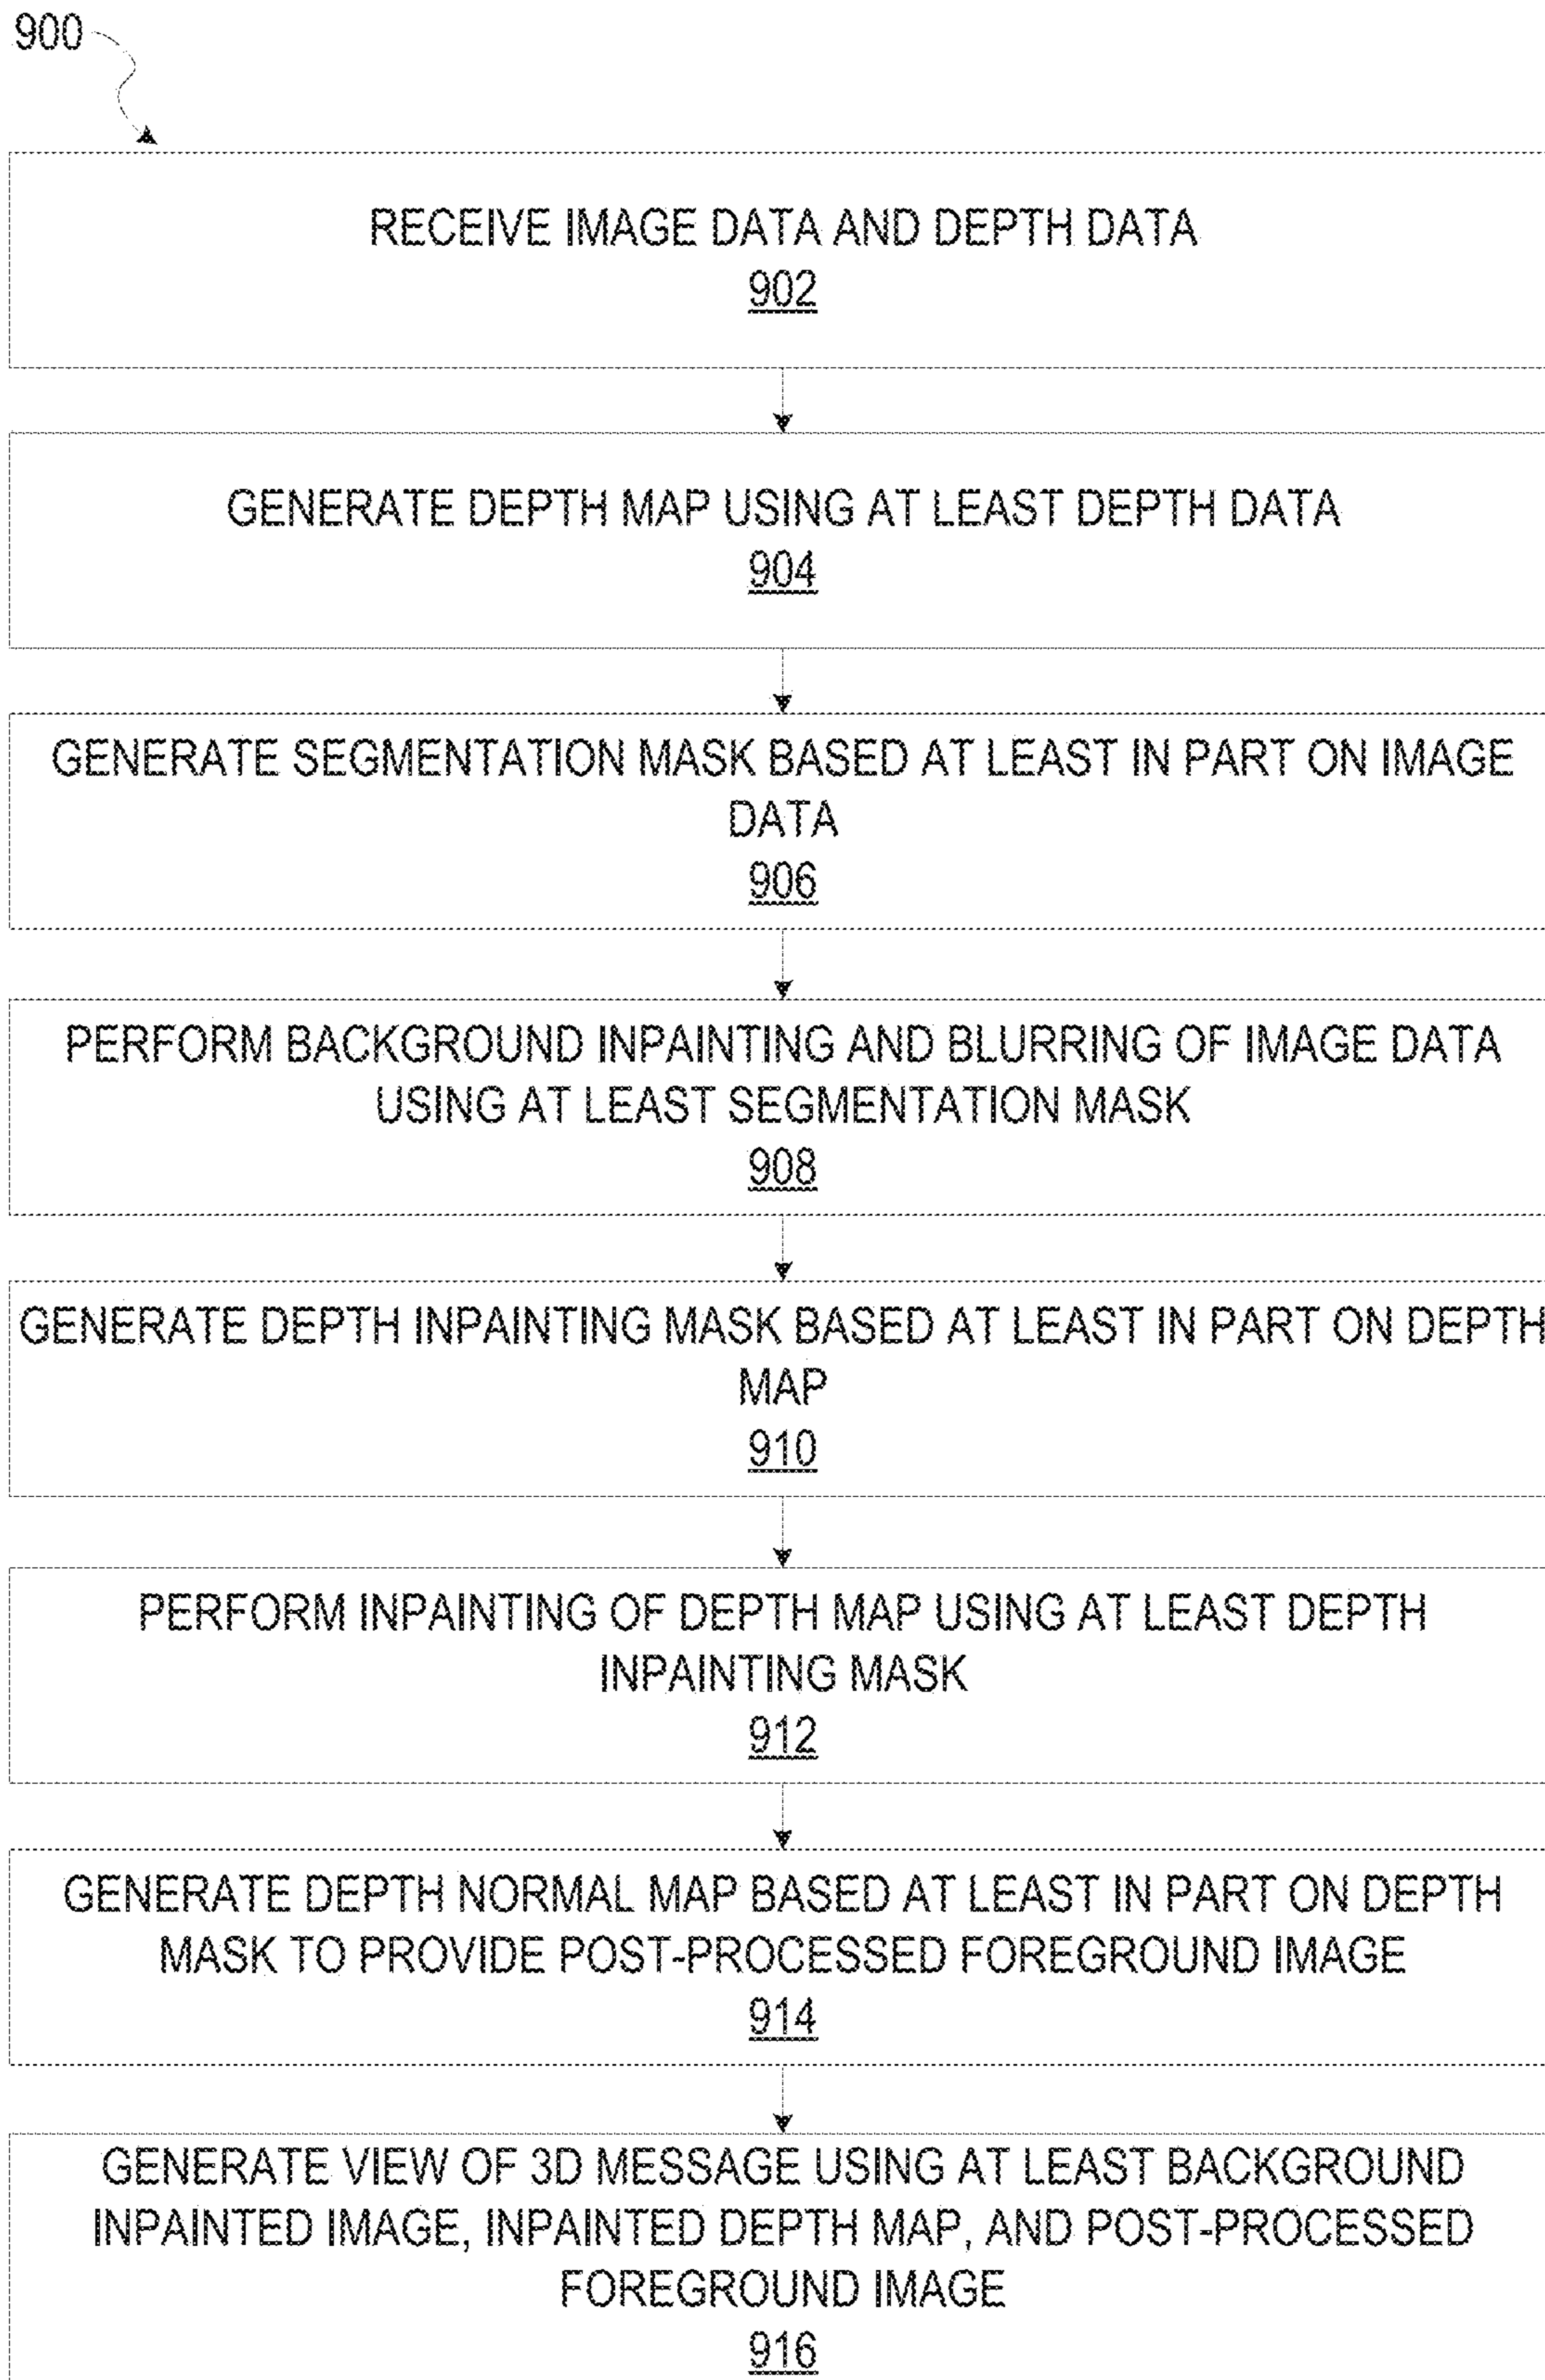 900
RECEIVE IMAGE DATA AND DEPTH DATA
902
GENERATE DEPTH MAP USING AT LEAST DEPTH DATA
904
GENERATE SEGMENTATION MASK BASED AT LEAST IN PART ON IMAGE
DATA
906
PERFORM BACKGROUND INPAINTING AND BLURRING OF IMAGE DATA
USING AT LEAST SEGMENTATION MASK
908
GENERATE DEPTH INPAINTING MASK BASED AT LEAST IN PART ON DEPTH
MAP
910
PERFORM INPAINTING OF DEPTH MAP USING AT LEAST DEPTH
INPAINTING MASK
912
GENERATE DEPTH NORMAL MAP BASED AT LEAST IN PART ON DEPTH
MASK TO PROVIDE POST-PROCESSED FOREGROUND IMAGE
914
GENERATE VIEW OF 3D MESSAGE USING AT LEAST BACKGROUND
INPAINTED IMAGE, INPAINTED DEPTH MAP, AND POST-PROCESSED
FOREGROUND IMAGE
916